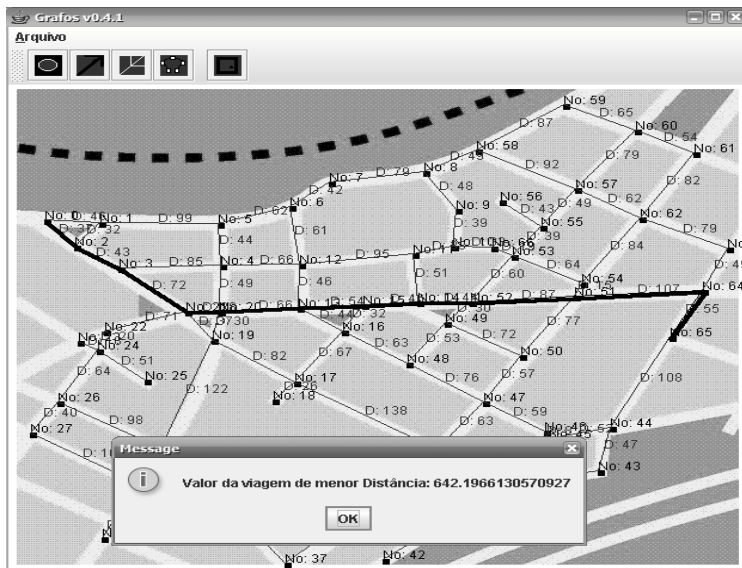 Grafos v0.4.1
Arquivo
No: 59
D: 65
No: 60
D: 87
D: 54
No: 58
No: 61
D: 79
D: 92
D: 82
No: 8
D: 79
No: 7
D: 42
No: 57
D: 48
No: 56
D: 49
D: 62
D: 43
No: 9
No: 6
No: 62
No: 0
No: 1
D: 99
No: 5
D: 39
No: 55
D: 79
D: 32
D: 61
D: 39
No: 2
D: 44
D: 84
D: 43
D: 95
No: 53
No: 3
D: 85
No: 4
D: 66
No: 12
D: 64
D: 51
D: 60
No: 54
D: 72
D: 49
D: 46
D: 107
No: 64
D: 66
D: 54
No: 52
D: 87
D: 55
D: 71
D: 32
D: 30
No: 22
No: 16
No: 49
D: 77
No: 65
No: 19
D: 53
D: 72
No: 24
D: 82
D: 67
D: 63
No: 50
D: 51
No: 48
D: 64
No: 25
D: 122
No: 17
D: 76
D: 57
D: 108
No: 18
No: 26
No: 47
D: 40
D: 98
D: 138
D: 63
D: 59
No: 44
No: 27
D: 47
No: 43
Message
Valor da viagem de menor Distância: 642.1966130570927
OK
No: 37
No: 42